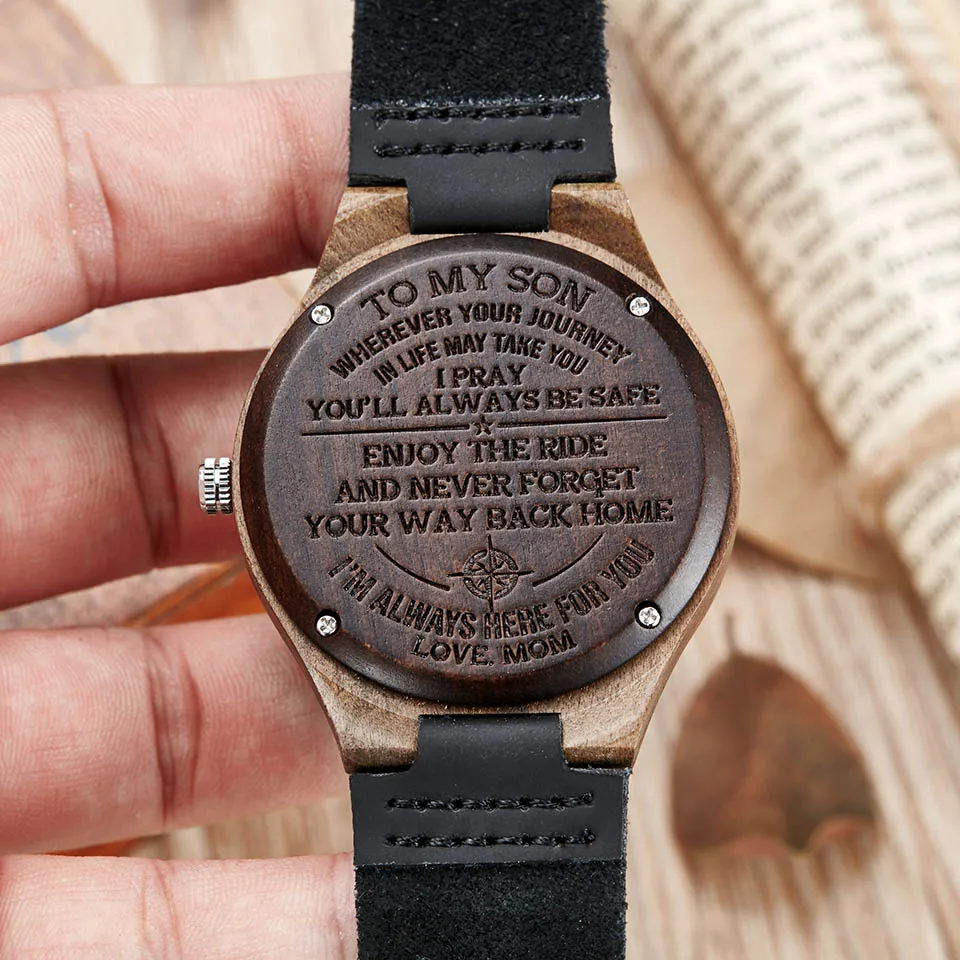 TO MY SON
WHEREVER YOUR JOURNEY
IN LIFE MAY TAKE YOU
I PRAY
YOU'LL ALWAYS BE SAFE
ENJOY THE RIDE
AND NEVER FORGET
YOUR WAY BACK HOME
I'M ALWAYS HERE FOR YOU
LOVE, MOM